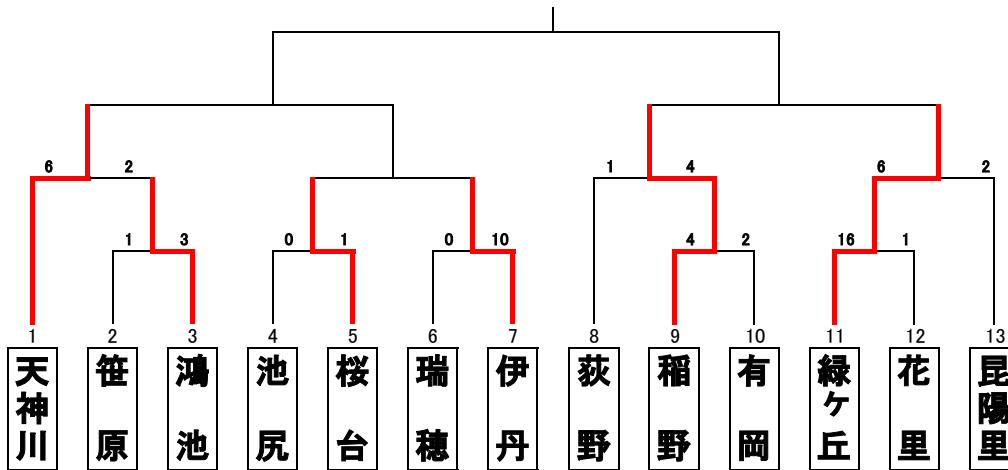 6 2 1 4 6 2
1 3 0 1 0 10 4 2 16 1
1 2 3 4 5 6 7 8 9 10 11 12 13
天神川
笹原
鴻池
池尻
桜台
瑞穂
伊丹
荻野
稲野
有岡
緑ヶ丘
花里
昆陽里